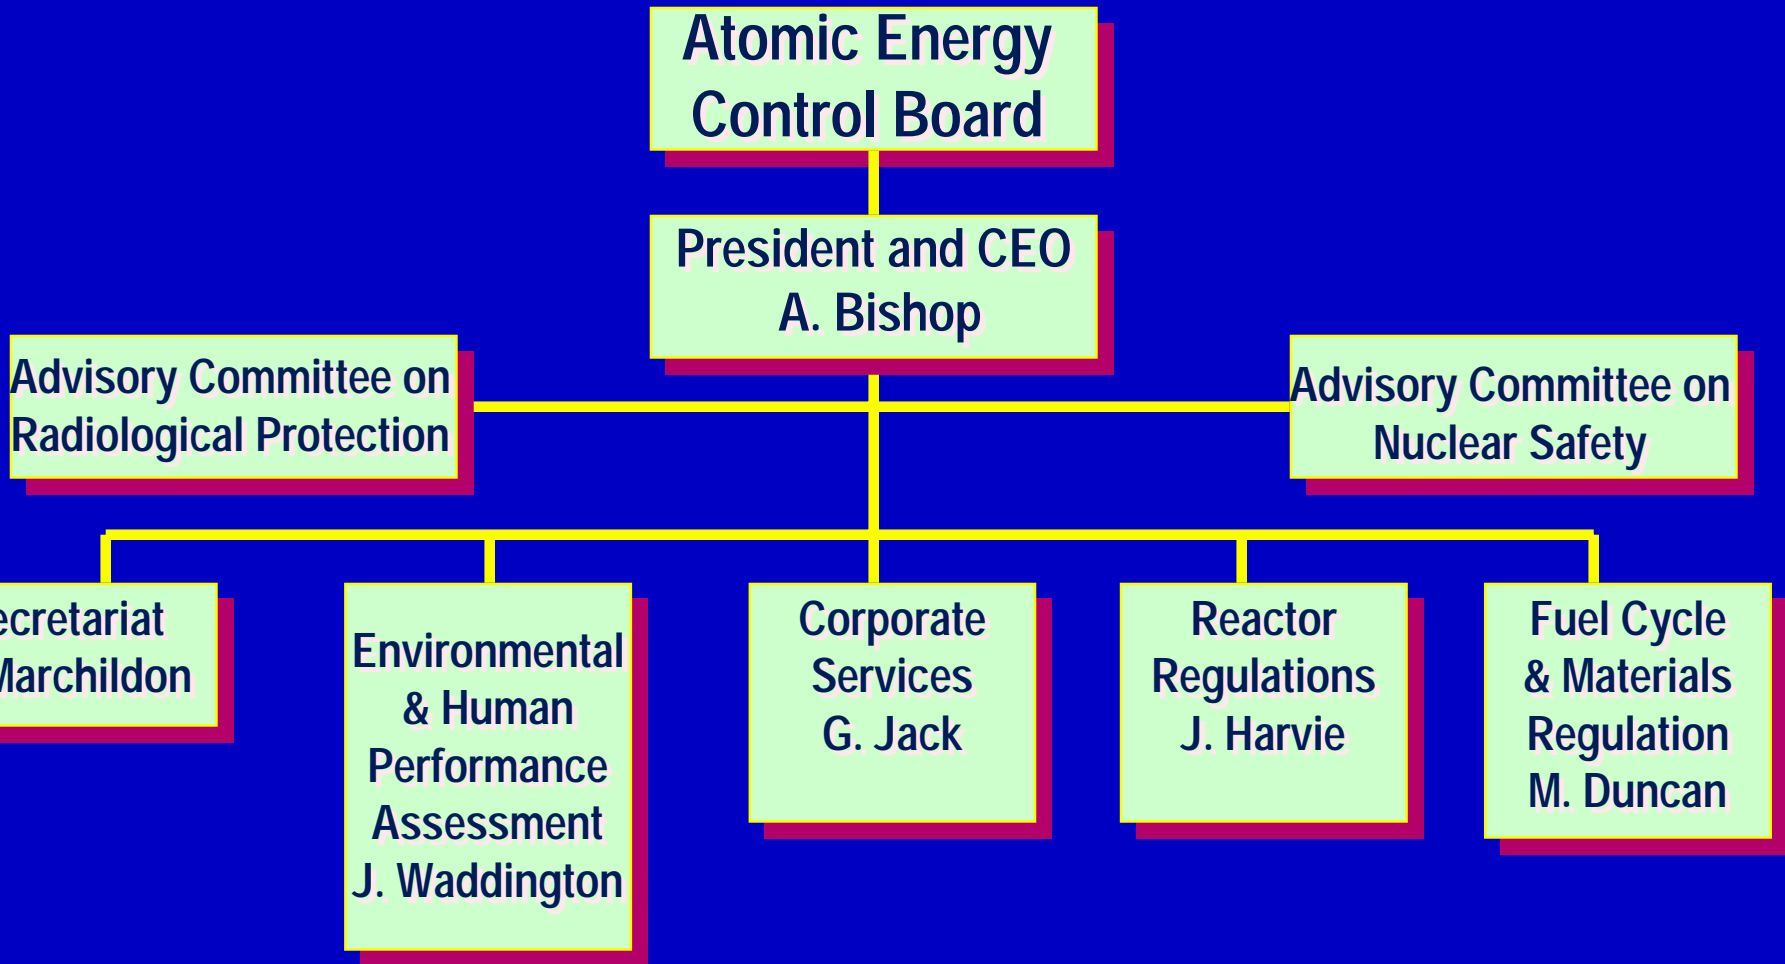 Atomic Energy
Control Board
President and CEO
A. Bishop
Advisory Committee on
Radiological Protection
Advisory Committee on
Nuclear Safety
ecretariat
Marchildon
Environmental
& Human
Performance
Assessment
J. Waddington
Corporate
Services
G. Jack
Reactor
Regulations
J. Harvie
Fuel Cycle
& Materials
Regulation
M. Duncan